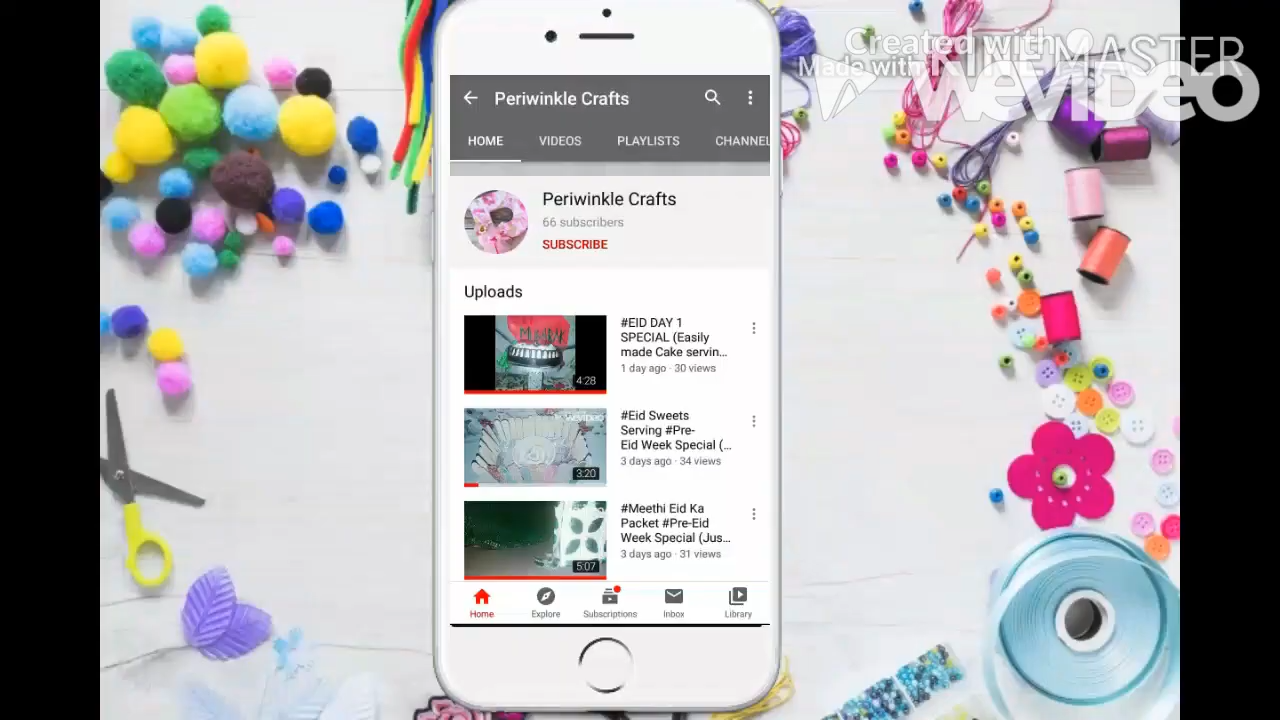 Created with
KINEMASTER
Made with
WeVideo
Periwinkle Crafts
HOME VIDEOS PLAYLISTS CHANNEL
Periwinkle Crafts
66 subscribers
SUBSCRIBE
Uploads
#EID DAY 1
SPECIAL (Easily
made Cake servin...
1 day ago · 30 views
4:28
#Eid Sweets
Serving #Pre-
Eid Week Special (...
3 days ago · 34 views
3:20
#Meethi Eid Ka
Packet #Pre-Eid
Week Special (Jus...
3 days ago · 31 views
5:07
Home Explore Subscriptions Inbox Library